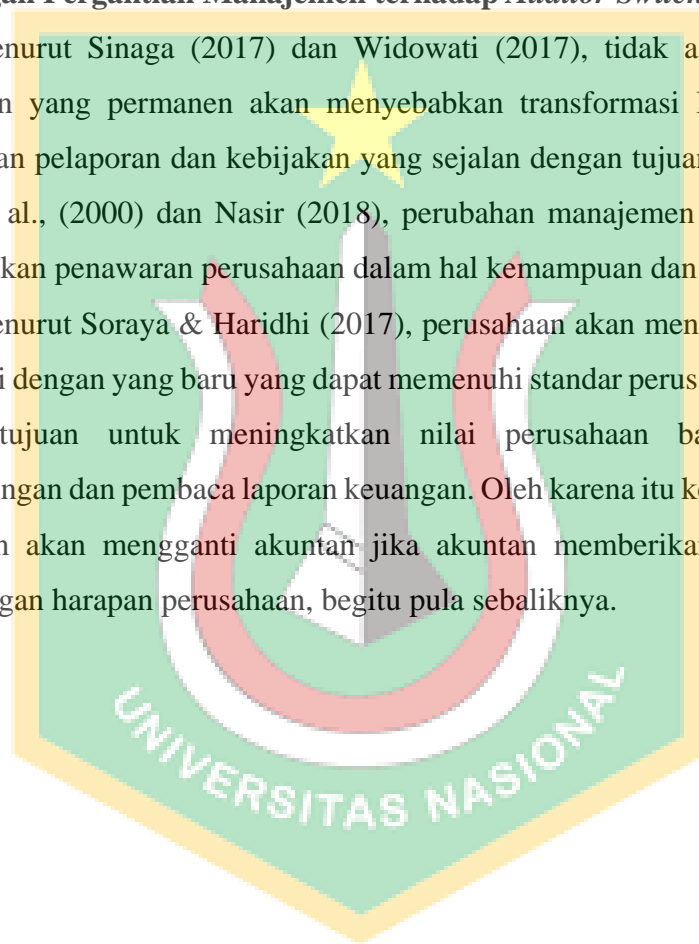 gan Pergantian Manajemen terhadap Auditor Switch
enurut Sinaga (2017) dan Widowati (2017), tidak a
n yang permanen akan menyebabkan transformasi
an pelaporan dan kebijakan yang sejalan dengan tujuan
al., (2000) dan Nasir (2018), perubahan manajemen
kan penawaran perusahaan dalam hal kemampuan dan
enurut Soraya & Haridhi (2017), perusahaan akan men
i dengan yang baru yang dapat memenuhi standar perus
tujuan untuk meningkatkan nilai perusahaan ba
ngan dan pembaca laporan keuangan. Oleh karena itu ke
n akan mengganti akuntan jika akuntan memberikan
gan harapan perusahaan, begitu pula sebaliknya.
UNIVERSITAS NASIONAL